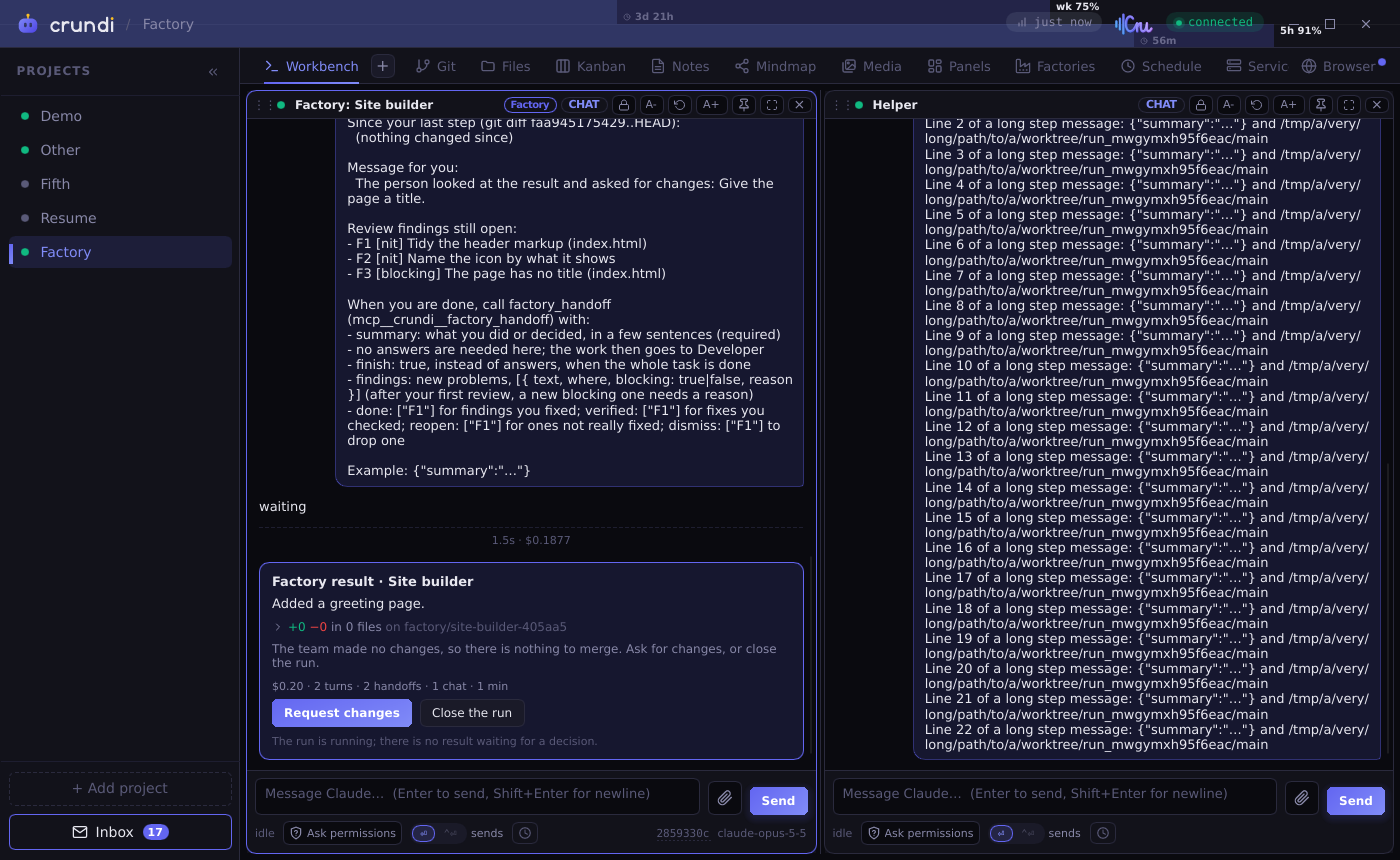 crundi / Factory
3d 21h
wk 75%
just now
Cru
connected
56m
5h 91%
PROJECTS
«
Demo
Other
Fifth
Resume
Factory
+ Add project
Inbox 17
Workbench
+
Git
Files
Kanban
Notes
Mindmap
Media
Panels
Factories
Schedule
Servic
Browser
Factory: Site builder
Factory
CHAT
A-
A+
Since your last step (git diff faa945175429..HEAD):
(nothing changed since)
Message for you:
The person looked at the result and asked for changes: Give the
page a title.
Review findings still open:
- F1 [nit] Tidy the header markup (index.html)
- F2 [nit] Name the icon by what it shows
- F3 [blocking] The page has no title (index.html)
When you are done, call factory_handoff
(mcp__crundi__factory_handoff) with:
- summary: what you did or decided, in a few sentences (required)
- no answers are needed here; the work then goes to Developer
- finish: true, instead of answers, when the whole task is done
- findings: new problems, [{ text, where, blocking: true|false, reason
}] (after your first review, a new blocking one needs a reason)
- done: ["F1"] for findings you fixed; verified: ["F1"] for fixes you
checked; reopen: ["F1"] for ones not really fixed; dismiss: ["F1"] to
drop one
Example: {"summary":"…"}
waiting
1.5s · $0.1877
Factory result · Site builder
Added a greeting page.
+0 −0 in 0 files on factory/site-builder-405aa5
The team made no changes, so there is nothing to merge. Ask for changes, or close
the run.
$0.20 · 2 turns · 2 handoffs · 1 chat · 1 min
Request changes
Close the run
The run is running; there is no result waiting for a decision.
Message Claude… (Enter to send, Shift+Enter for newline)
Send
idle
Ask permissions
sends
2859330c
claude-opus-5-5
Helper
CHAT
A-
A+
Line 2 of a long step message: {"summary":"…"} and /tmp/a/very/
long/path/to/a/worktree/run_mwgymxh95f6eac/main
Line 3 of a long step message: {"summary":"…"} and /tmp/a/very/
long/path/to/a/worktree/run_mwgymxh95f6eac/main
Line 4 of a long step message: {"summary":"…"} and /tmp/a/very/
long/path/to/a/worktree/run_mwgymxh95f6eac/main
Line 5 of a long step message: {"summary":"…"} and /tmp/a/very/
long/path/to/a/worktree/run_mwgymxh95f6eac/main
Line 6 of a long step message: {"summary":"…"} and /tmp/a/very/
long/path/to/a/worktree/run_mwgymxh95f6eac/main
Line 7 of a long step message: {"summary":"…"} and /tmp/a/very/
long/path/to/a/worktree/run_mwgymxh95f6eac/main
Line 8 of a long step message: {"summary":"…"} and /tmp/a/very/
long/path/to/a/worktree/run_mwgymxh95f6eac/main
Line 9 of a long step message: {"summary":"…"} and /tmp/a/very/
long/path/to/a/worktree/run_mwgymxh95f6eac/main
Line 10 of a long step message: {"summary":"…"} and /tmp/a/very/
long/path/to/a/worktree/run_mwgymxh95f6eac/main
Line 11 of a long step message: {"summary":"…"} and /tmp/a/very/
long/path/to/a/worktree/run_mwgymxh95f6eac/main
Line 12 of a long step message: {"summary":"…"} and /tmp/a/very/
long/path/to/a/worktree/run_mwgymxh95f6eac/main
Line 13 of a long step message: {"summary":"…"} and /tmp/a/very/
long/path/to/a/worktree/run_mwgymxh95f6eac/main
Line 14 of a long step message: {"summary":"…"} and /tmp/a/very/
long/path/to/a/worktree/run_mwgymxh95f6eac/main
Line 15 of a long step message: {"summary":"…"} and /tmp/a/very/
long/path/to/a/worktree/run_mwgymxh95f6eac/main
Line 16 of a long step message: {"summary":"…"} and /tmp/a/very/
long/path/to/a/worktree/run_mwgymxh95f6eac/main
Line 17 of a long step message: {"summary":"…"} and /tmp/a/very/
long/path/to/a/worktree/run_mwgymxh95f6eac/main
Line 18 of a long step message: {"summary":"…"} and /tmp/a/very/
long/path/to/a/worktree/run_mwgymxh95f6eac/main
Line 19 of a long step message: {"summary":"…"} and /tmp/a/very/
long/path/to/a/worktree/run_mwgymxh95f6eac/main
Line 20 of a long step message: {"summary":"…"} and /tmp/a/very/
long/path/to/a/worktree/run_mwgymxh95f6eac/main
Line 21 of a long step message: {"summary":"…"} and /tmp/a/very/
long/path/to/a/worktree/run_mwgymxh95f6eac/main
Line 22 of a long step message: {"summary":"…"} and /tmp/a/very/
long/path/to/a/worktree/run_mwgymxh95f6eac/main
Message Claude… (Enter to send, Shift+Enter for newline)
Send
idle
Ask permissions
sends